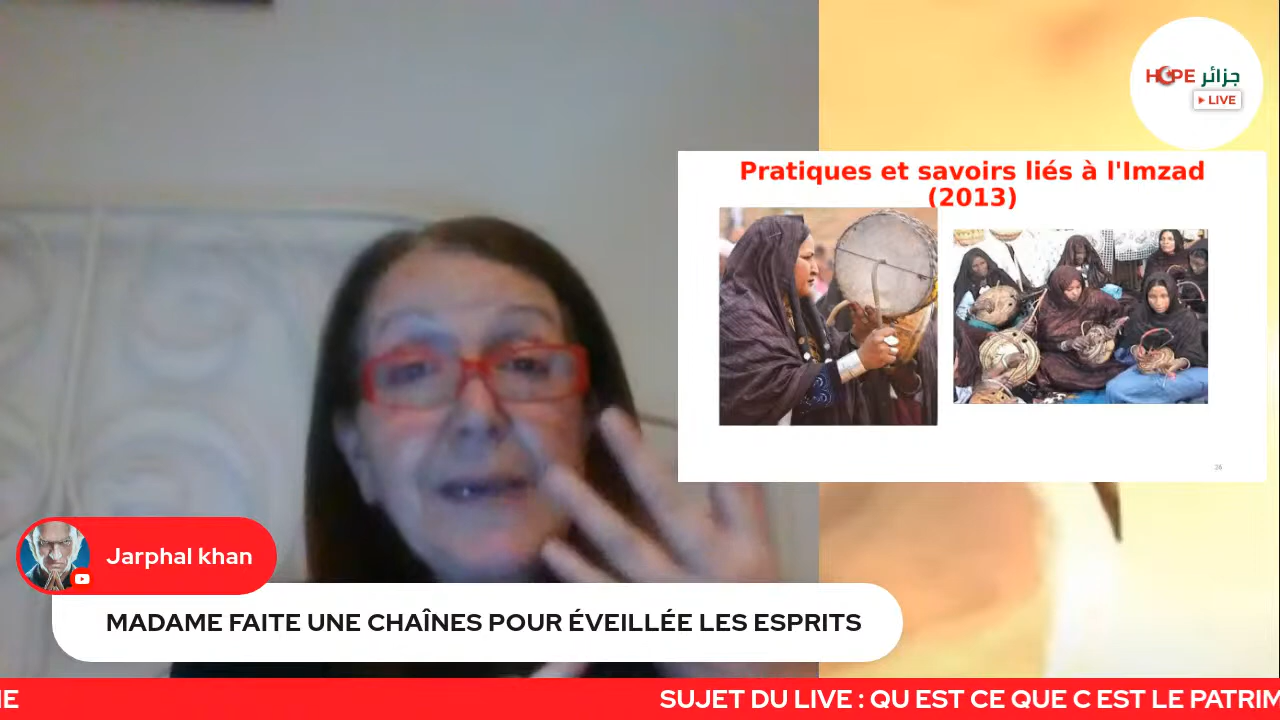 HOPE جزائر
LIVE
Pratiques et savoirs liés à l'Imzad
(2013)
26
Jarphal khan
MADAME FAITE UNE CHAÎNES POUR ÉVEILLÉE LES ESPRITS
SUJET DU LIVE : QU EST CE QUE C EST LE PATRIM